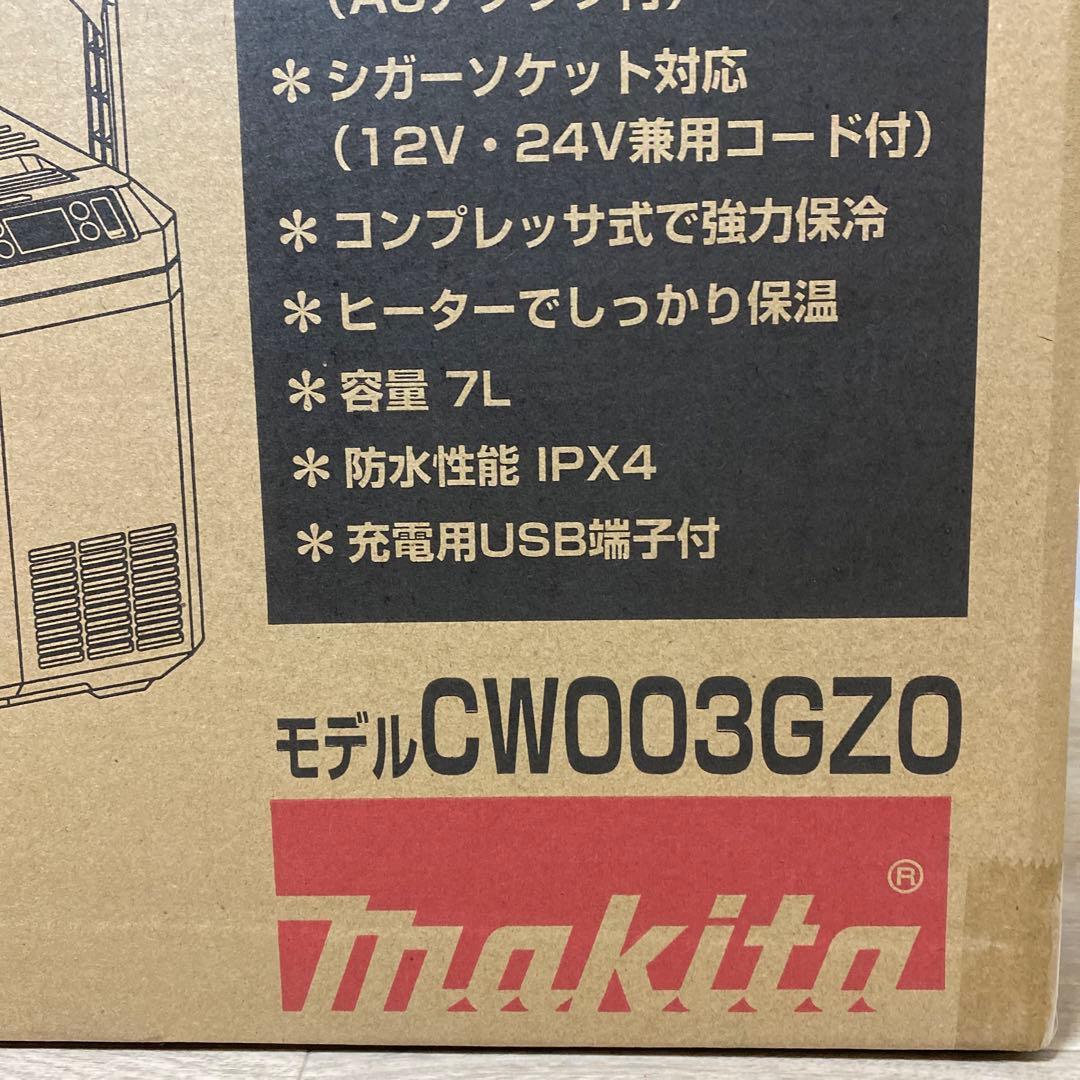 ＊シガーソケット対応
（12V・24V兼用コード付）
＊コンプレッサ式で強力保冷
＊ヒーターでしっかり保温
＊容量 7L
＊防水性能 IPX4
＊充電用USB端子付
モデルCW003GZO
makita®